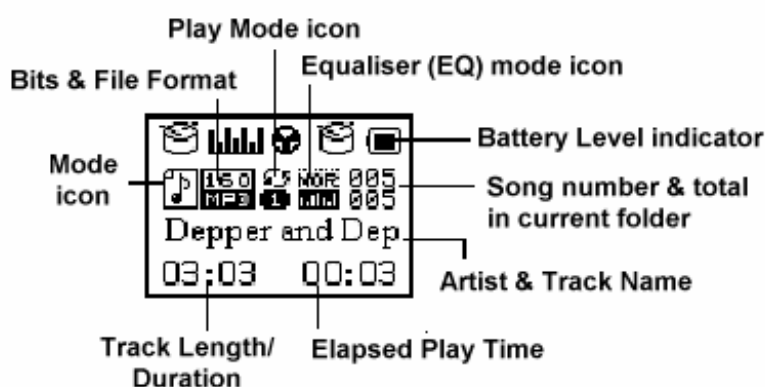 Play Mode icon
Bits & File Format
Equaliser (EQ) mode icon
Battery Level indicator
Mode
icon
160
MP3
1
NOR
005
005
Song number & total
in current folder
Depper and Dep
Artist & Track Name
03:03 00:03
Track Length/
Duration
Elapsed Play Time